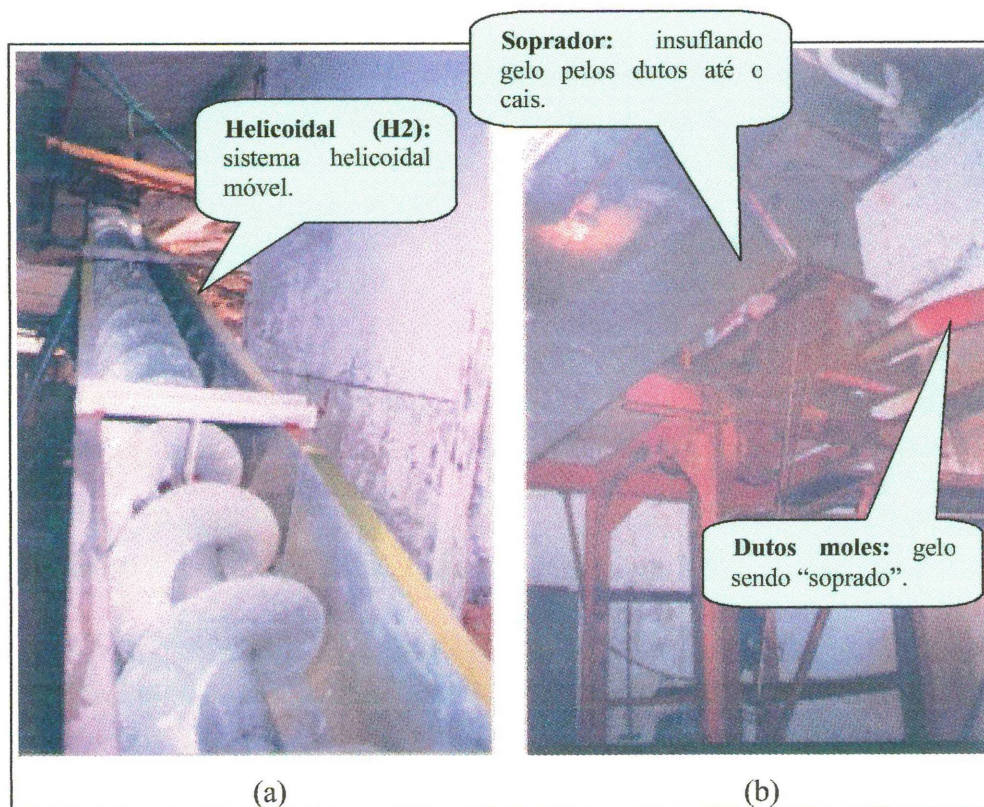 Soprador: insuflando
gelo pelos dutos até o
cais.
Helicoidal (H2):
sistema helicoidal
móvel.
Dutos moles: gelo
sendo “soprado”.
(a)
(b)